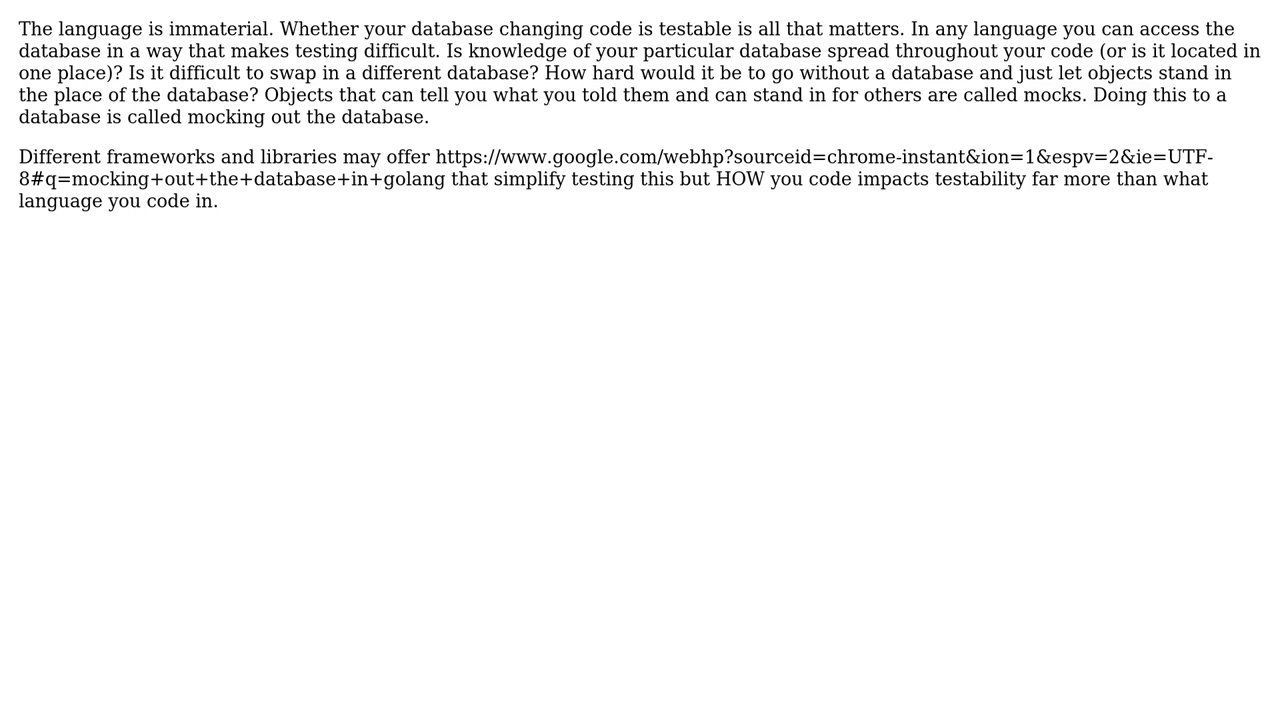 The language is immaterial. Whether your database changing code is testable is all that matters. In any language you can access the
database in a way that makes testing difficult. Is knowledge of your particular database spread throughout your code (or is it located in
one place)? Is it difficult to swap in a different database? How hard would it be to go without a database and just let objects stand in
the place of the database? Objects that can tell you what you told them and can stand in for others are called mocks. Doing this to a
database is called mocking out the database.
Different frameworks and libraries may offer https://www.google.com/webhp?sourceid=chrome-instant&ion=1&espv=2&ie=UTF-
8#q=mocking+out+the+database+in+golang that simplify testing this but HOW you code impacts testability far more than what
language you code in.